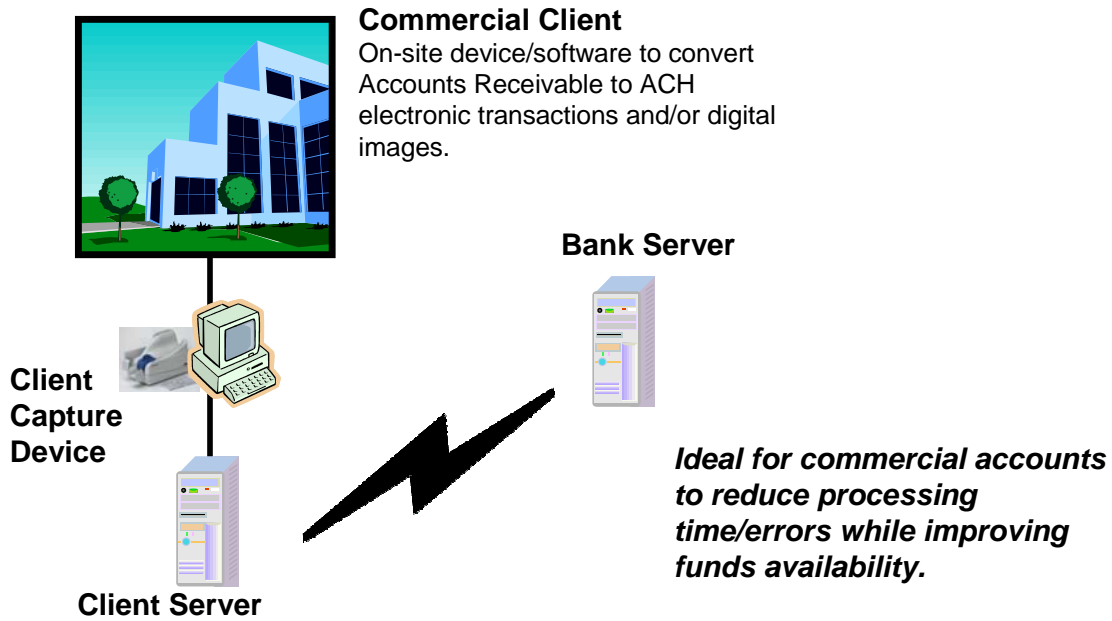 Commercial Client
On-site device/software to convert
Accounts Receivable to ACH
electronic transactions and/or digital
images.
Bank Server
Client
Capture
Device
Ideal for commercial accounts
to reduce processing
time/errors while improving
funds availability.
Client Server